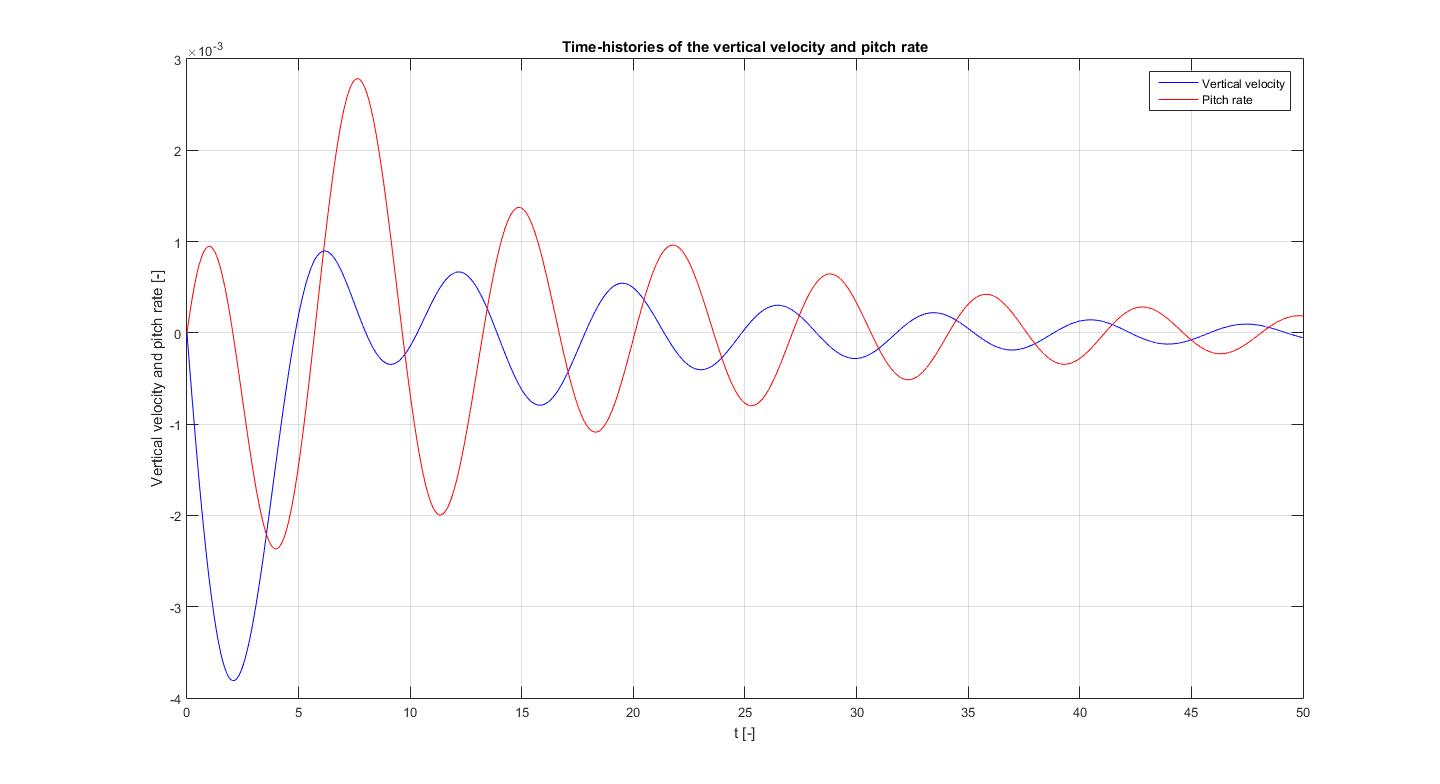 Time-histories of the vertical velocity and pitch rate
×10-3
Vertical velocity
Pitch rate
3
2
1
0
-1
-2
-3
-4
Vertical velocity and pitch rate [-]
0 5 10 15 20 25 30 35 40 45 50
t [-]